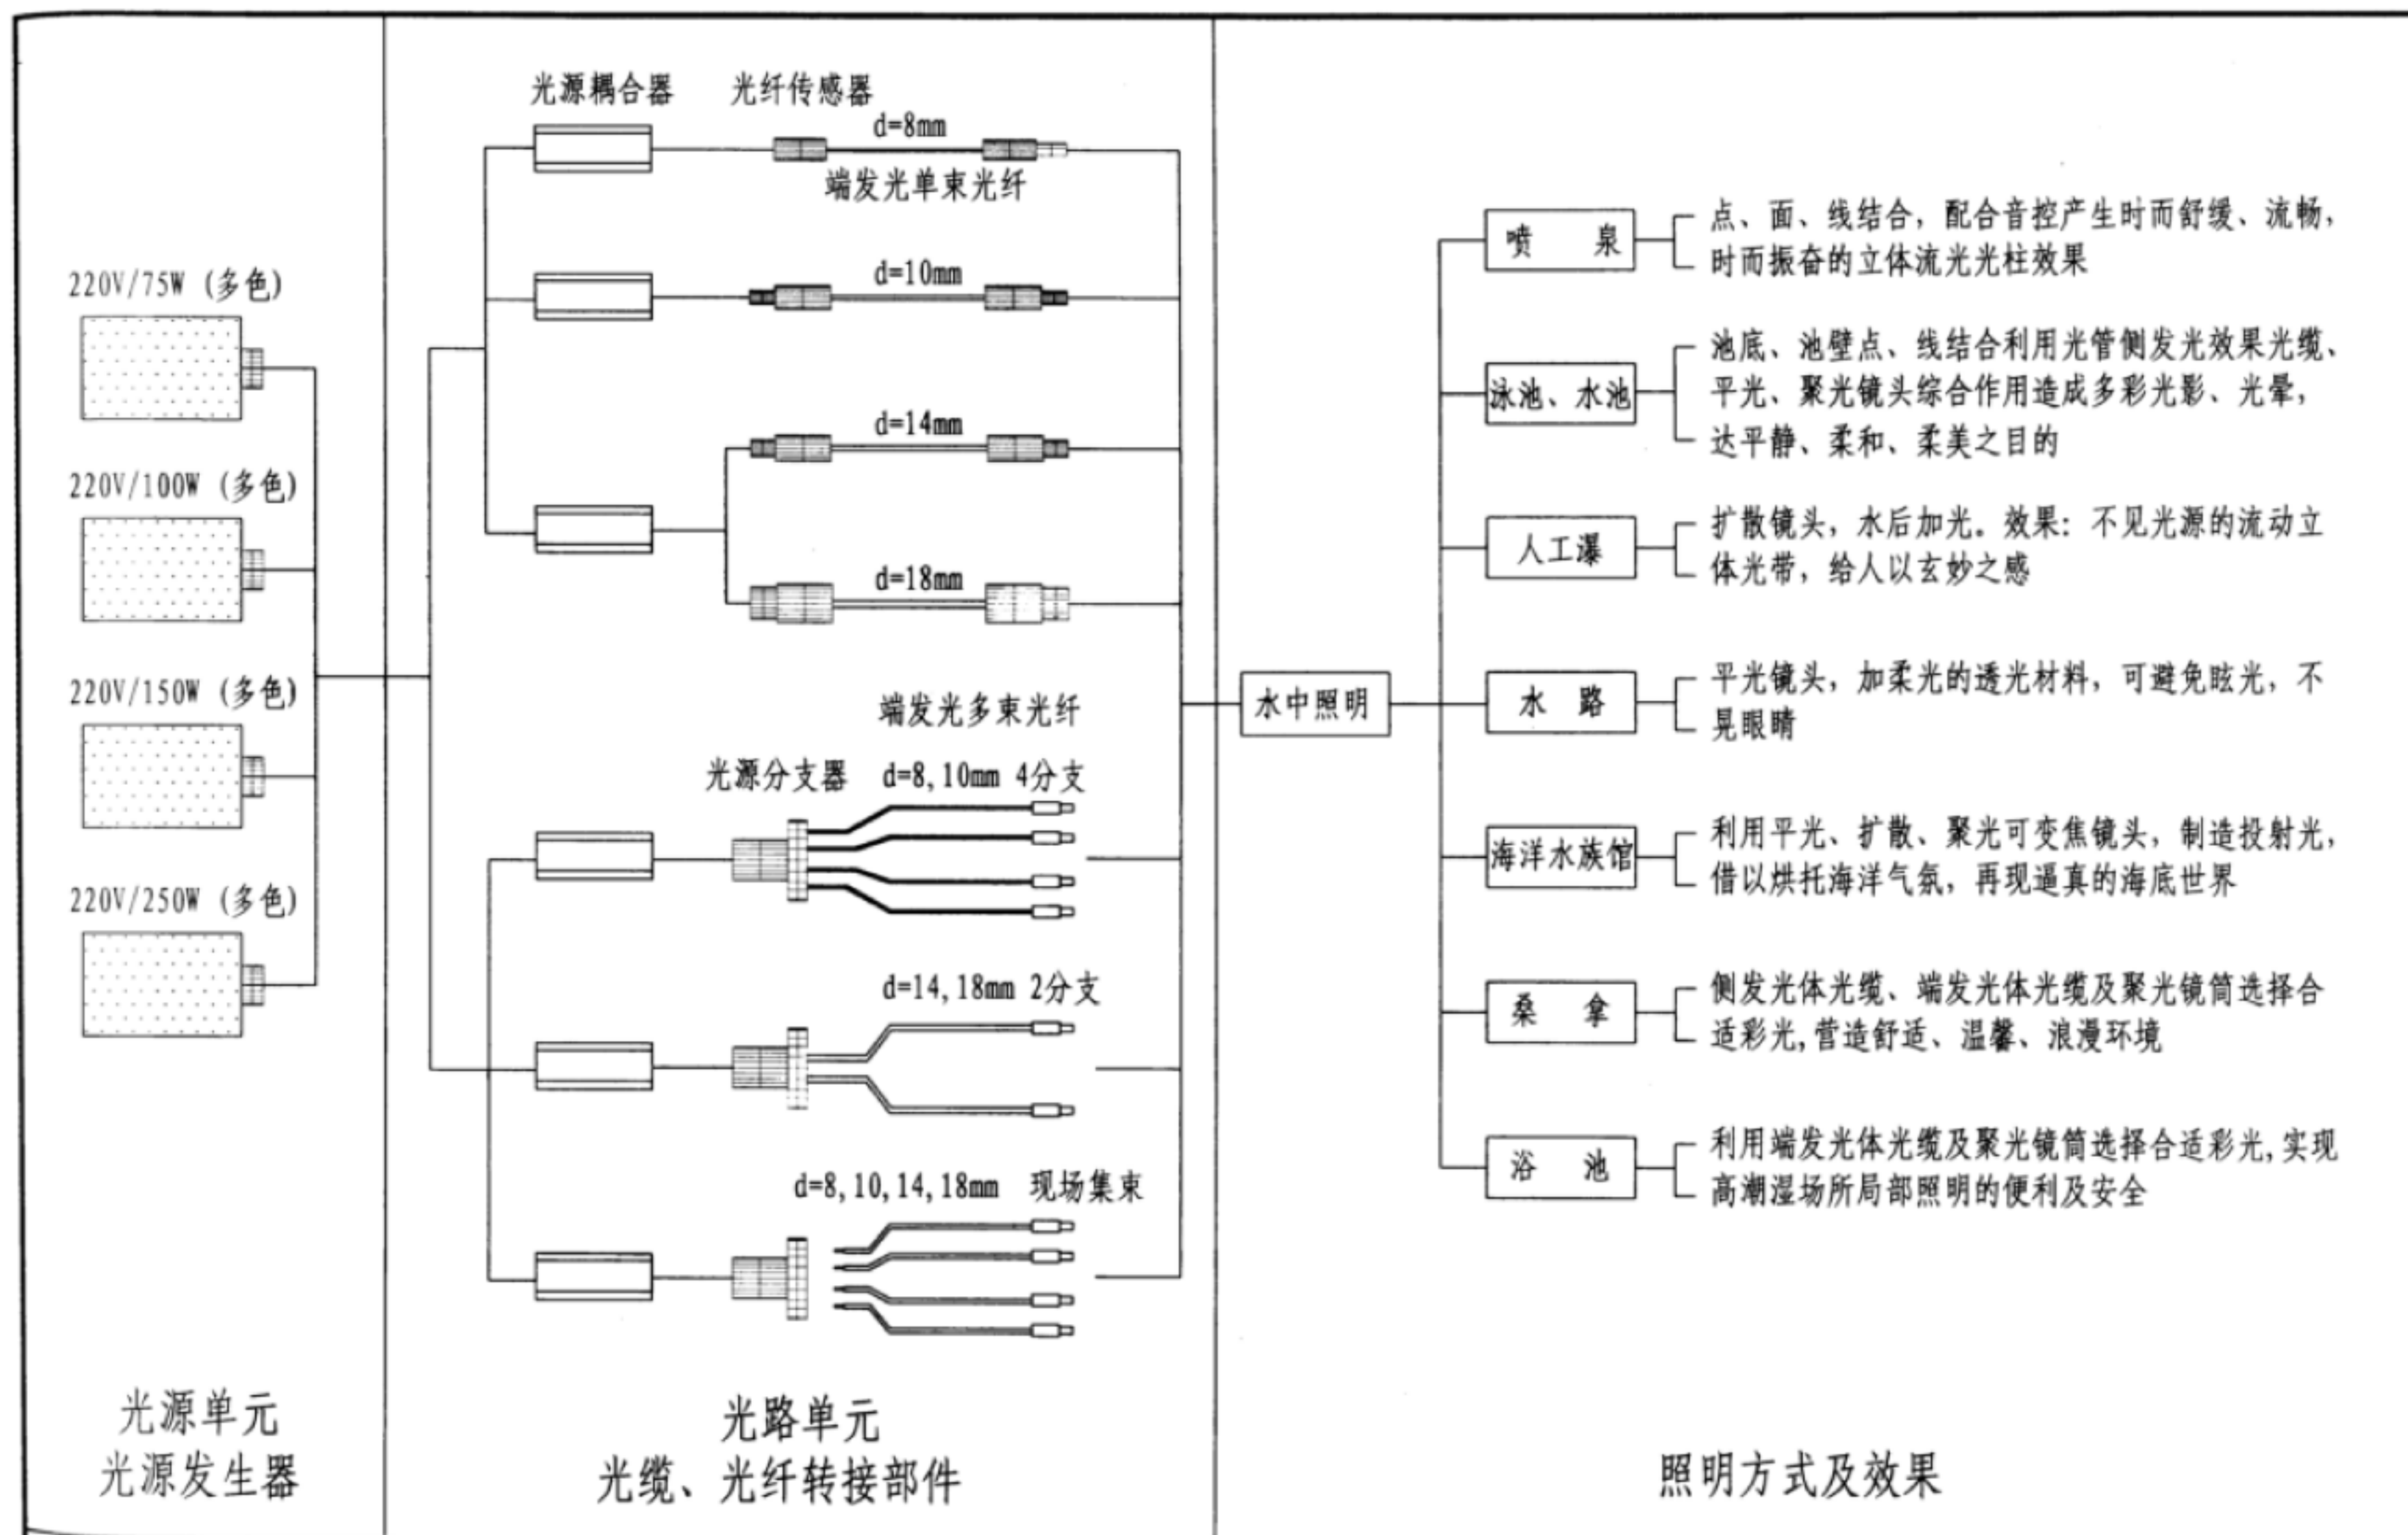 220V/75W (多色)
220V/100W (多色)
220V/150W (多色)
220V/250W (多色)
光源单元
光源发生器
光源耦合器
光纤传感器
d=8mm
端发光单束光纤
d=10mm
d=14mm
d=18mm
端发光多束光纤
光源分支器
d=8,10mm 4分支
d=14,18mm 2分支
d=8,10,14,18mm 现场集束
光路单元
光缆、光纤转接部件
水中照明
喷 泉
点、面、线结合，配合音控产生时而舒缓、流畅，
时而振奋的立体流光光柱效果
泳池、水池
池底、池壁点、线结合利用光管侧发光效果光缆、
平光、聚光镜头综合作用造成多彩光影、光晕，
达平静、柔和、柔美之目的
人工瀑
扩散镜头，水后加光。效果：不见光源的流动立
体光带，给人以玄妙之感
水 路
平光镜头，加柔光的透光材料，可避免眩光，不
晃眼睛
海洋水族馆
利用平光、扩散、聚光可变焦镜头，制造投射光，
借以烘托海洋气氛，再现逼真的海底世界
桑 拿
侧发光体光缆、端发光体光缆及聚光镜筒选择合
适彩光,营造舒适、温馨、浪漫环境
浴 池
利用端发光体光缆及聚光镜筒选择合适彩光,实现
高潮湿场所局部照明的便利及安全
照明方式及效果